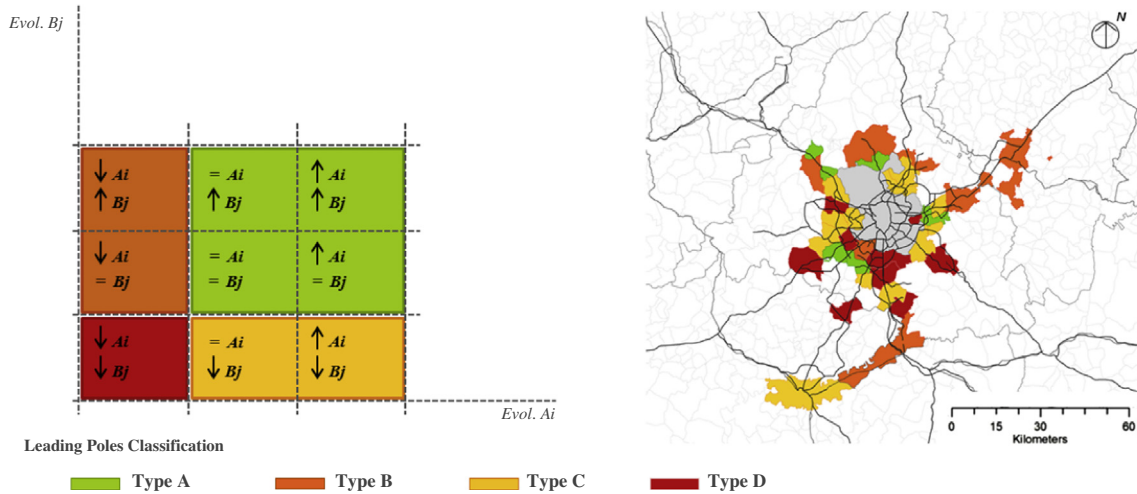 Evol. Bj
↓ Ai
↑ Bj
= Ai
↑ Bj
↑ Ai
↑ Bj
↓ Ai
= Bj
= Ai
= Bj
↑ Ai
= Bj
↓ Ai
↓ Bj
= Ai
↓ Bj
↑ Ai
↓ Bj
Evol. Ai
Leading Poles Classification
Type A Type B Type C Type D
N
0 15 30 60
Kilometers